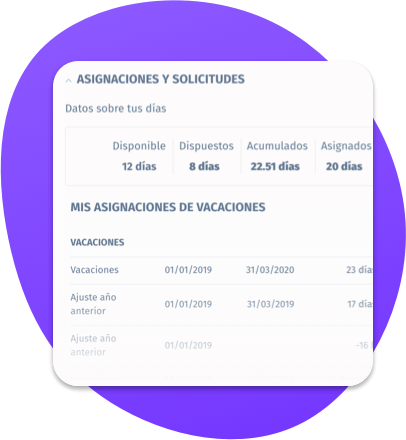 ASIGNACIONES Y SOLICITUDES
Datos sobre tus días
Disponible Dispuestos Acumulados Asignados
12 días 8 días 22.51 días 20 días
MIS ASIGNACIONES DE VACACIONES
VACACIONES
Vacaciones 01/01/2019 31/03/2020 23 días
Ajuste año
anterior 01/01/2019 31/03/2019 17 días
Ajuste año
anterior 01/01/2019 -16